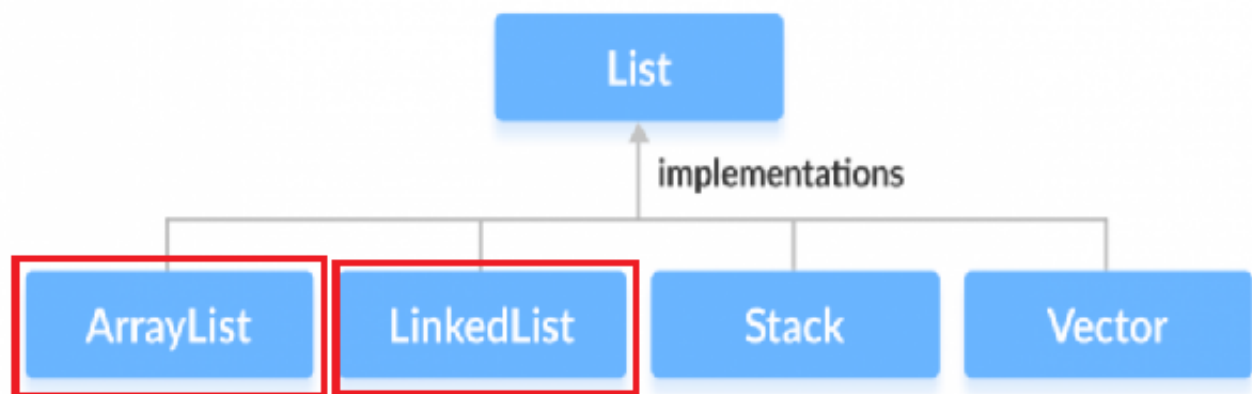 List
implementations
ArrayList
LinkedList
Stack
Vector